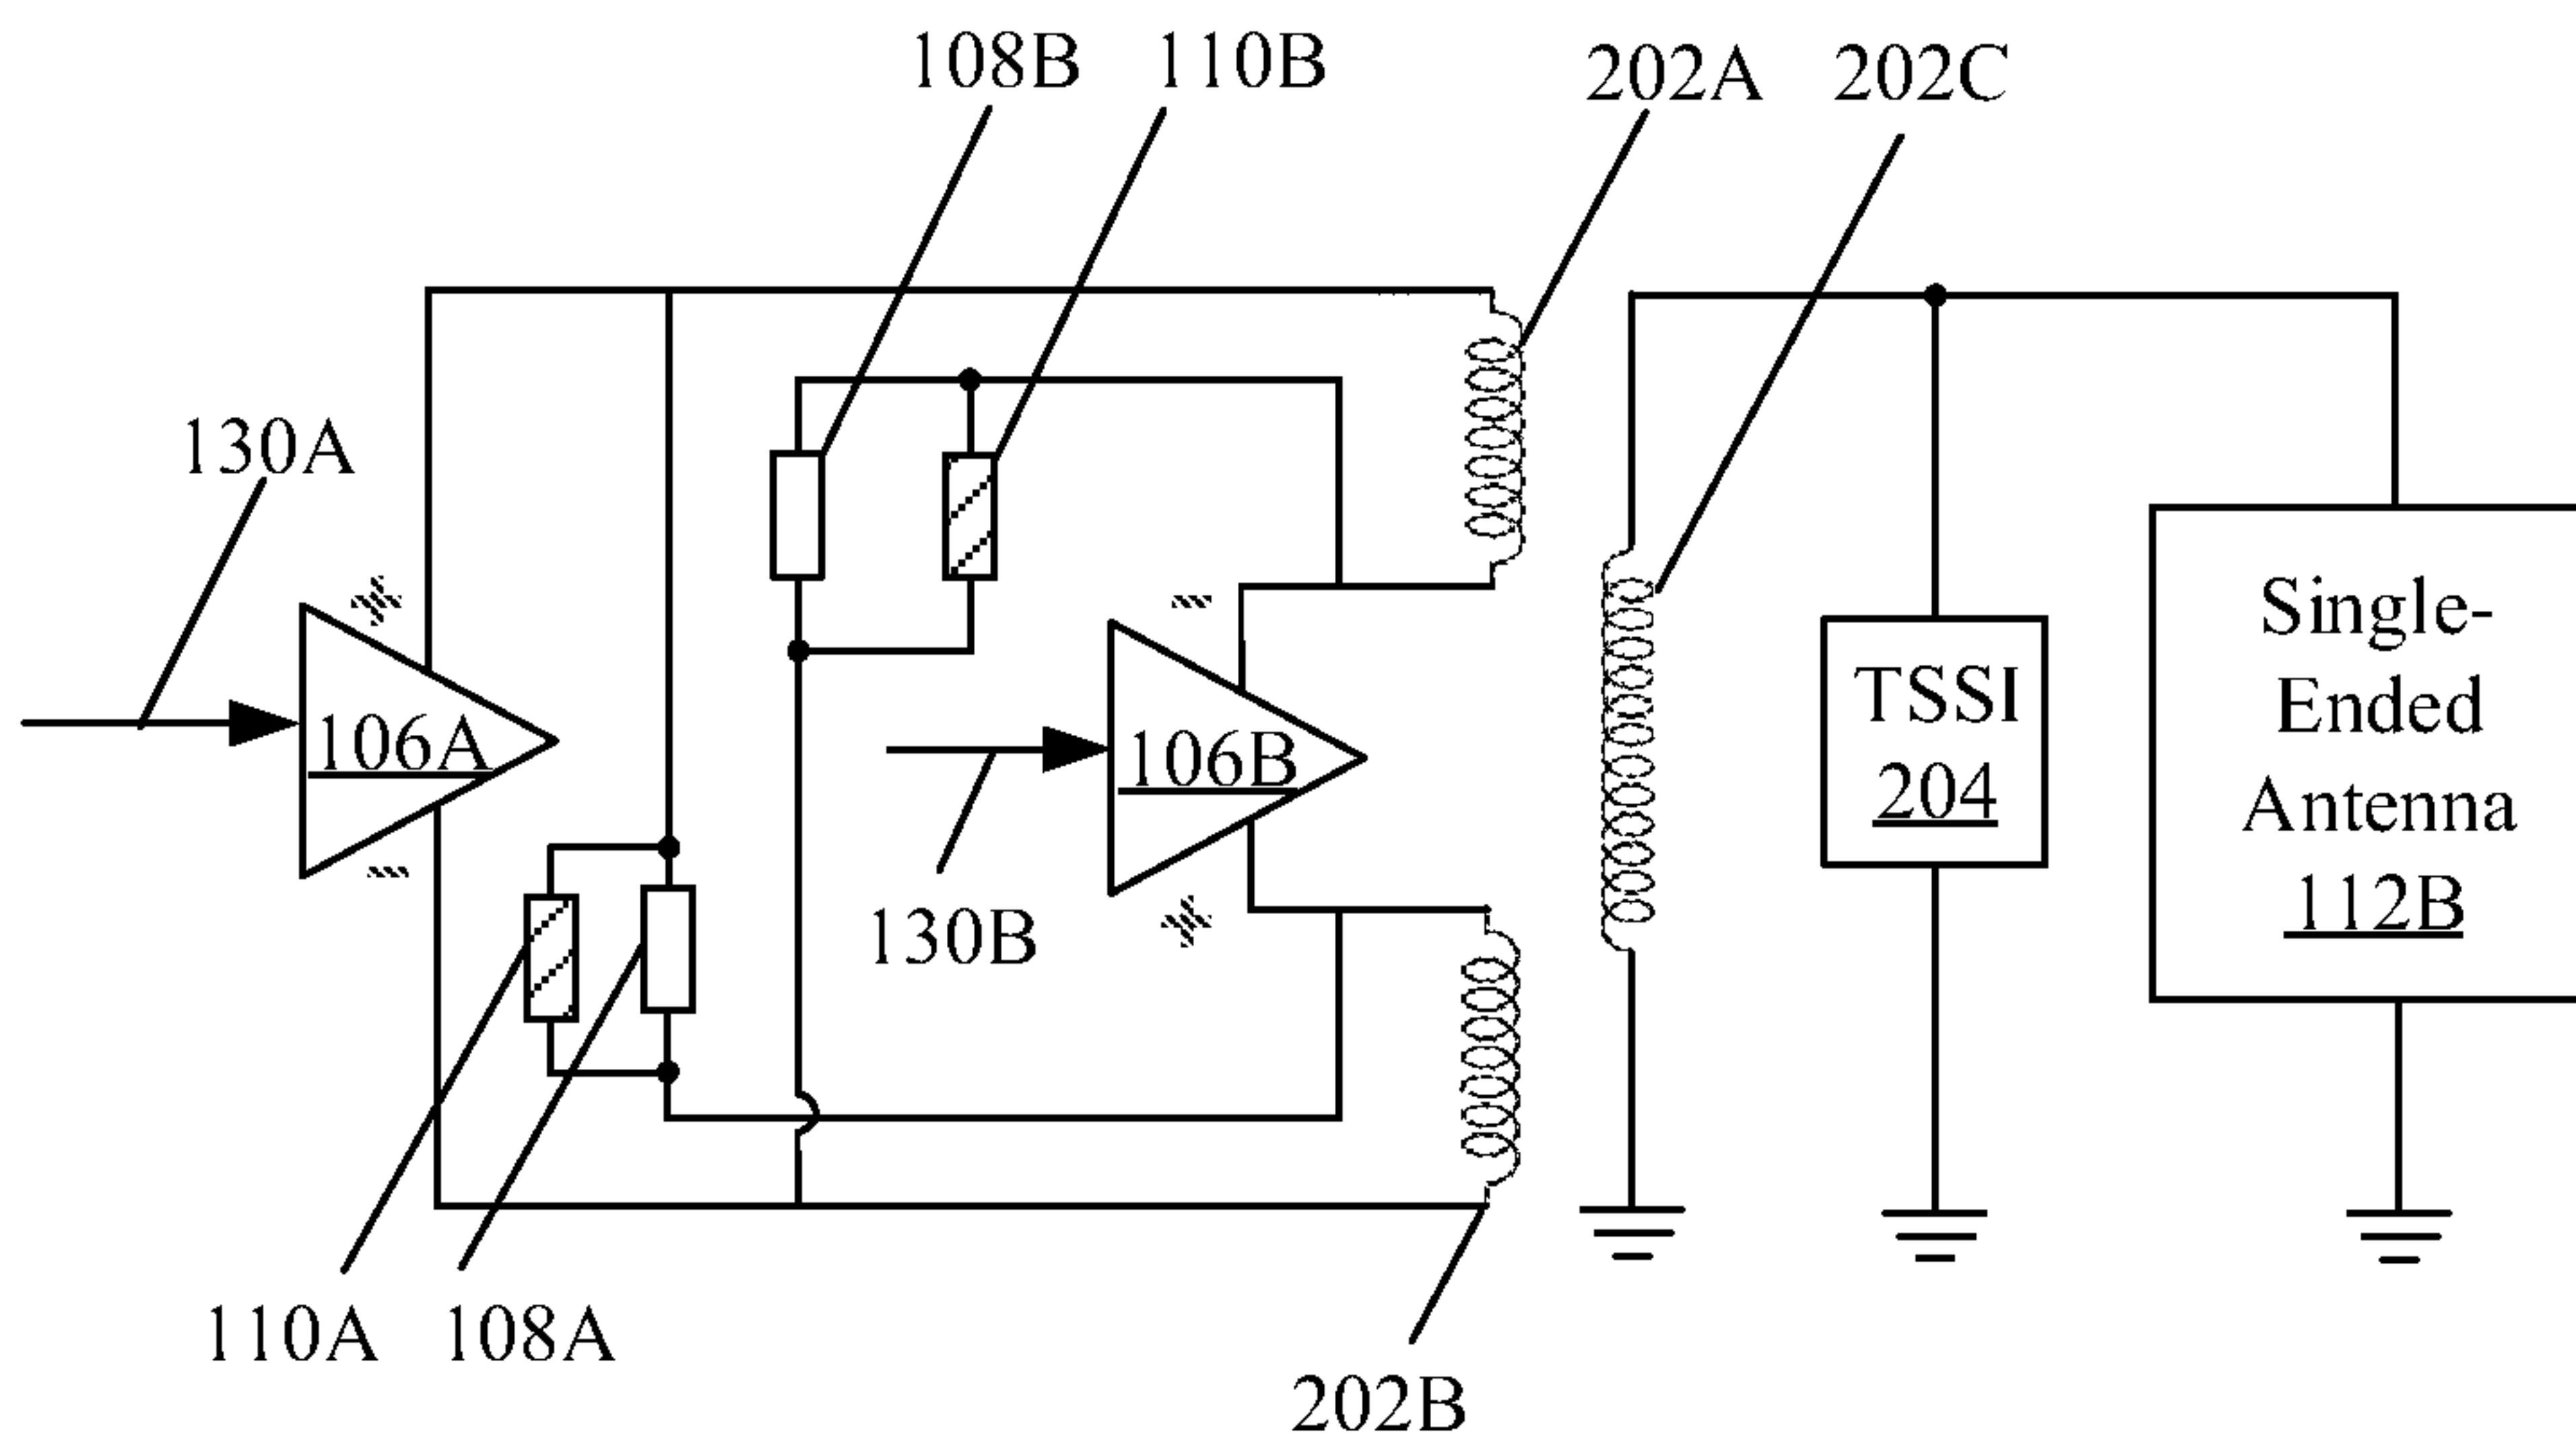 108B
110B
202A
202C
130A
106A
130B
106B
TSSI
204
Single-
Ended
Antenna
112B
110A
108A
202B